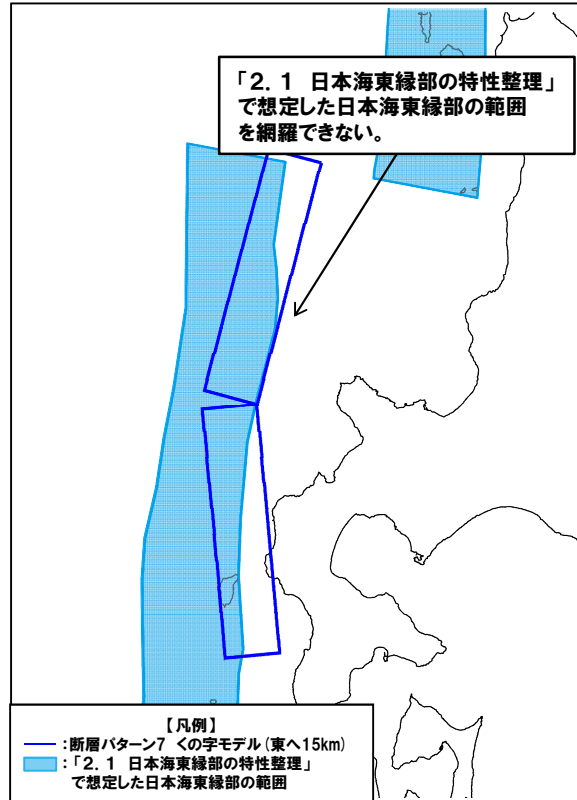 「2.1 日本海東縁部の特性整理」
で想定した日本海東縁部の範囲
を網羅できない。
【凡例】
:断層パターン7 くの字モデル(東へ15km)
:「2.1 日本海東縁部の特性整理」
で想定した日本海東縁部の範囲